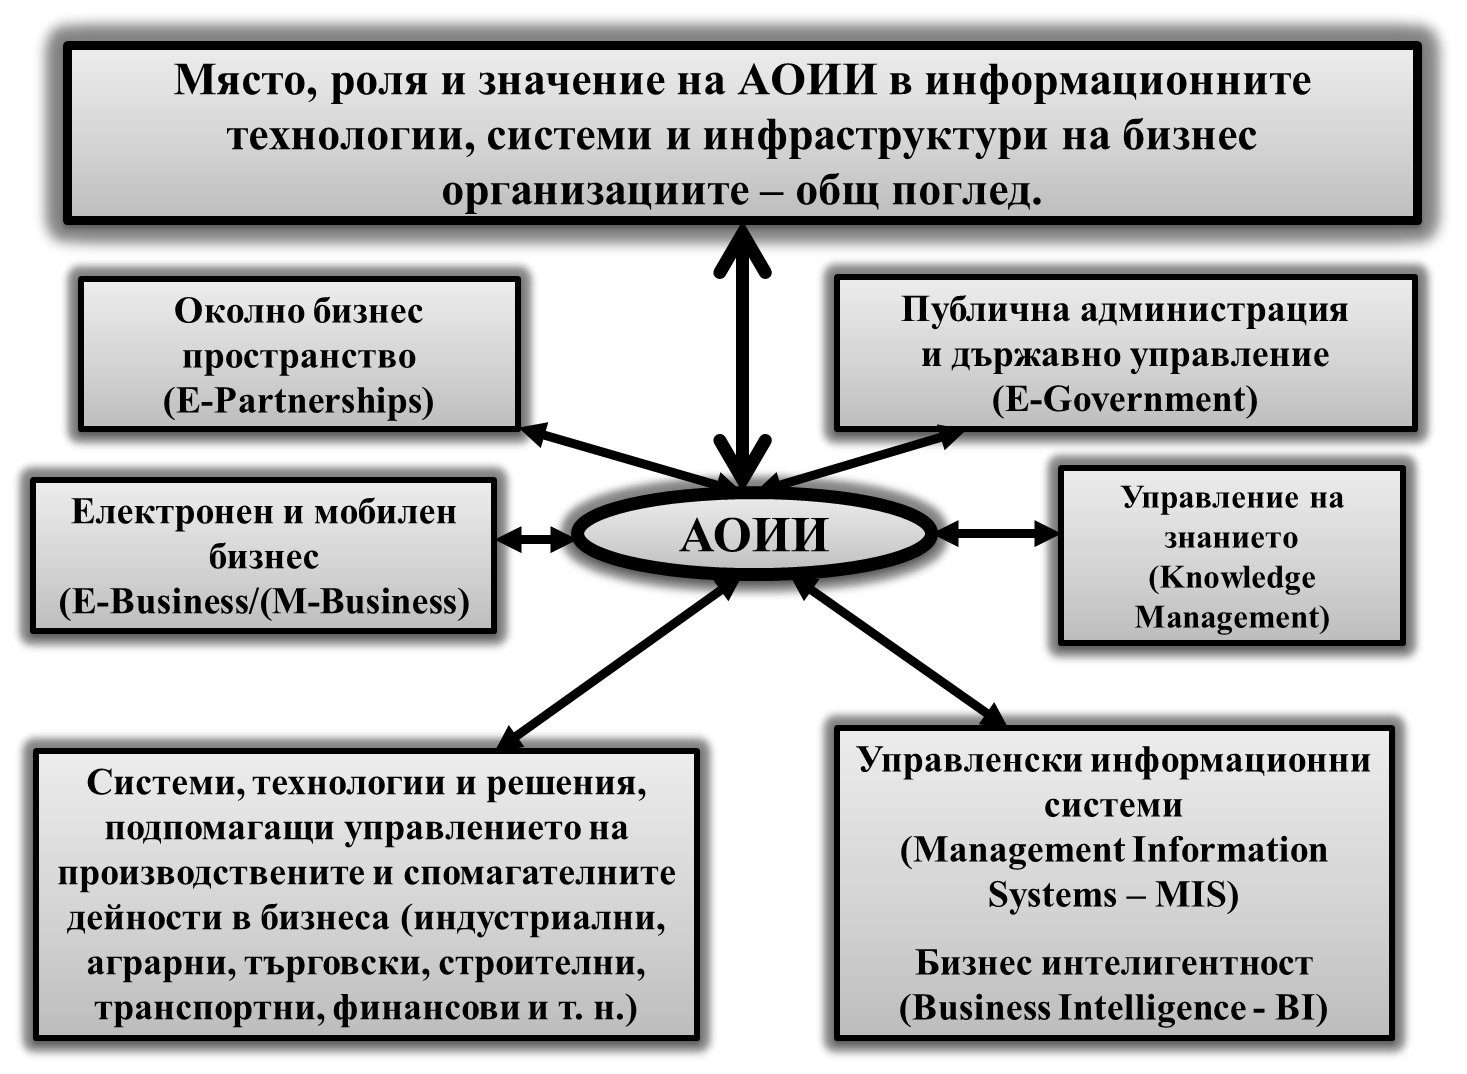 Място, роля и значение на АОИИ в информационните
технологии, системи и инфраструктури на бизнес
организациите – общ поглед.
Околно бизнес
пространство
(E-Partnerships)
Публична администрация
и държавно управление
(E-Government)
Електронен и мобилен
бизнес
(E-Business/(M-Business)
АОИИ
Управление на
знанието
(Knowledge
Management)
Системи, технологии и решения,
подпомагащи управлението на
производствените и спомагателните
дейности в бизнеса (индустриални,
аграрни, търговски, строителни,
транспортни, финансови и т. н.)
Управленски информационни
системи
(Management Information
Systems – MIS)
Бизнес интелигентност
(Business Intelligence - BI)